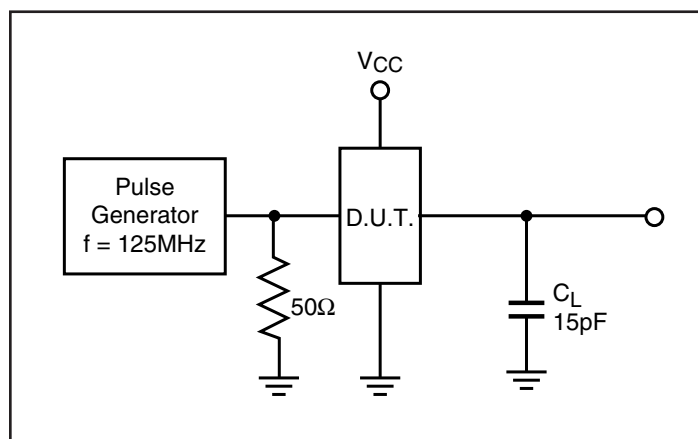 VCC
Pulse
Generator
f = 125MHz
D.U.T.
50Ω
CL
15pF